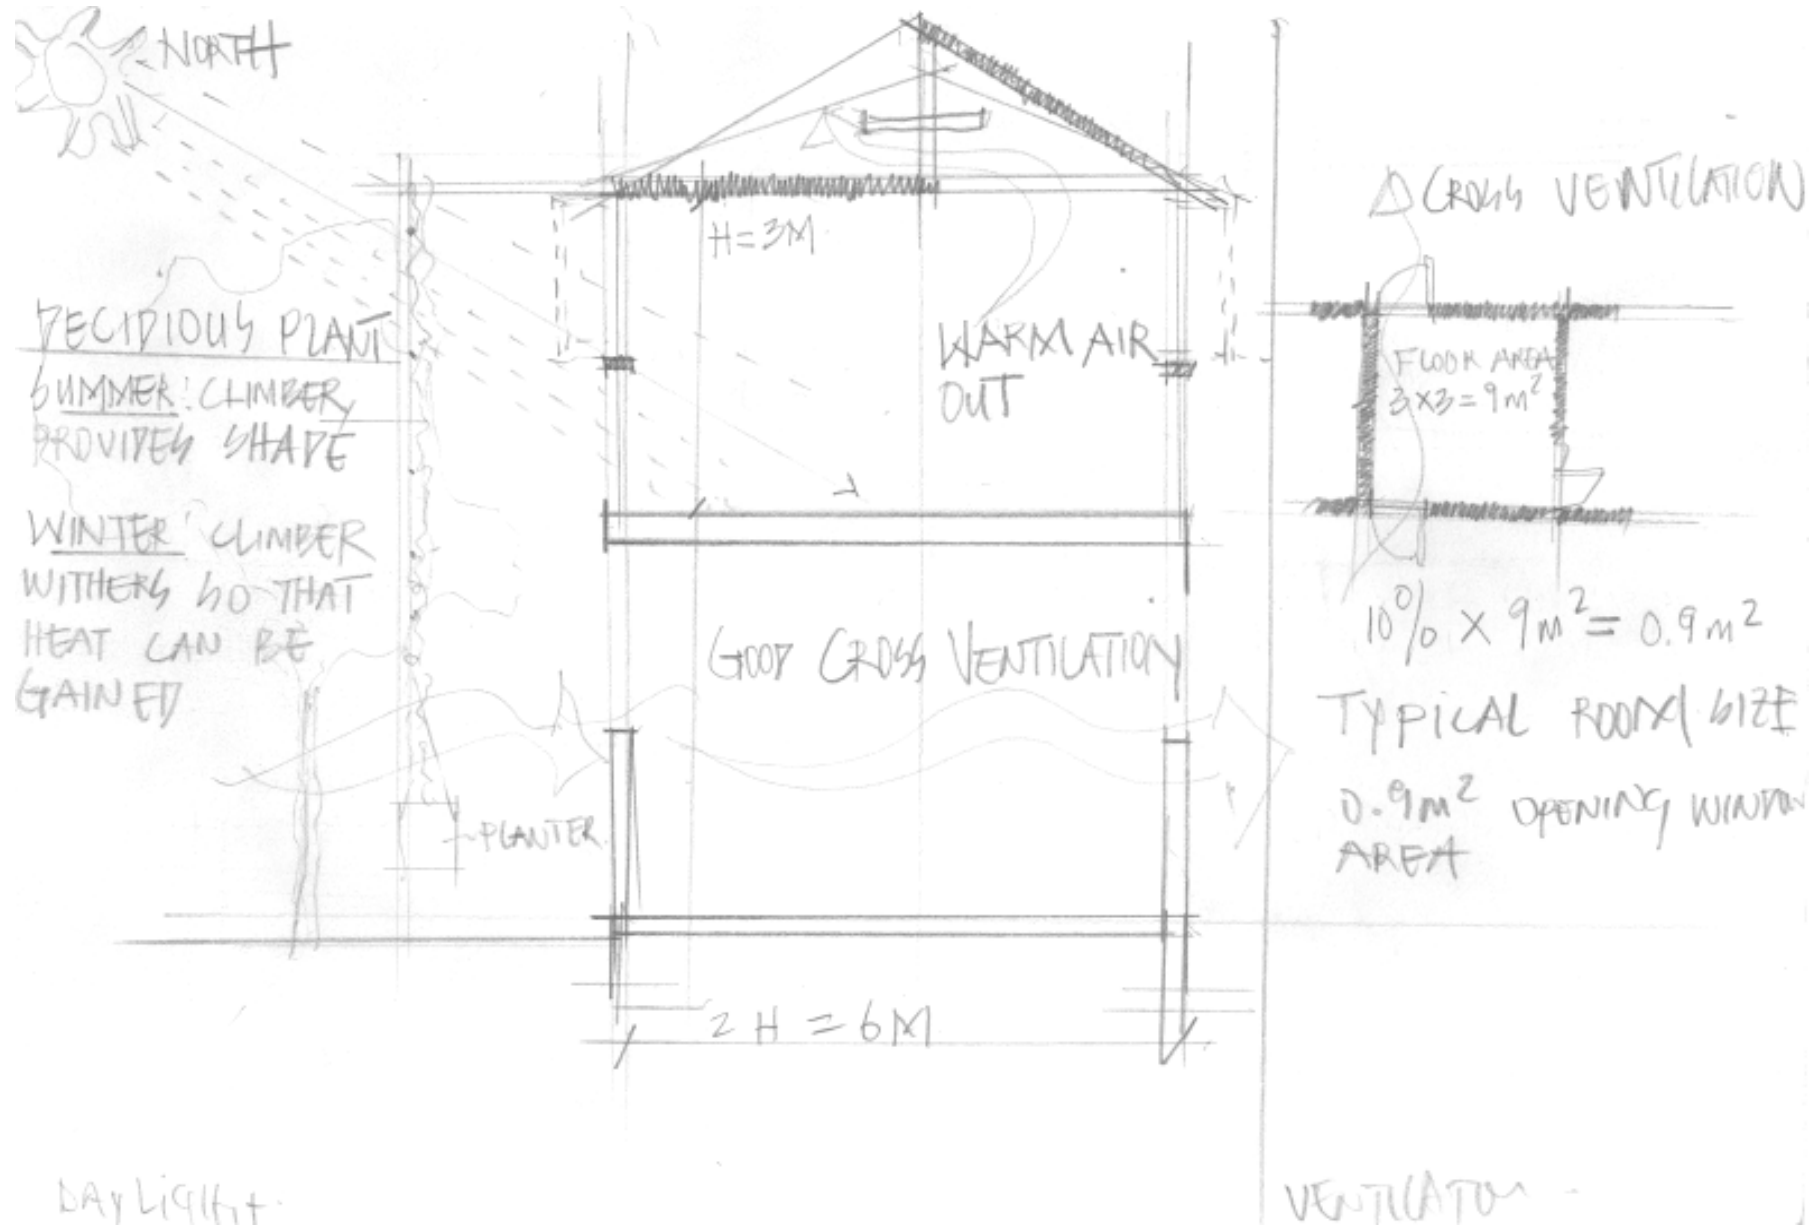 NORTH
DECIDIOUS PLANT
SUMMER: CLIMBER
PROVIDES SHADE
WINTER: CLIMBER
WITHERS SO THAT
HEAT CAN BE
GAINED
H=3M
WARM AIR
OUT
GOOD CROSS VENTILATION
PLANTER
2H = 6M
CROSS VENTILATION
FLOOR AREA
3×3=9m²
10% × 9m² = 0.9m²
TYPICAL ROOM SIZE
0.9m² OPENING WINDOW
AREA
DAYLIGHT
VENTILATION